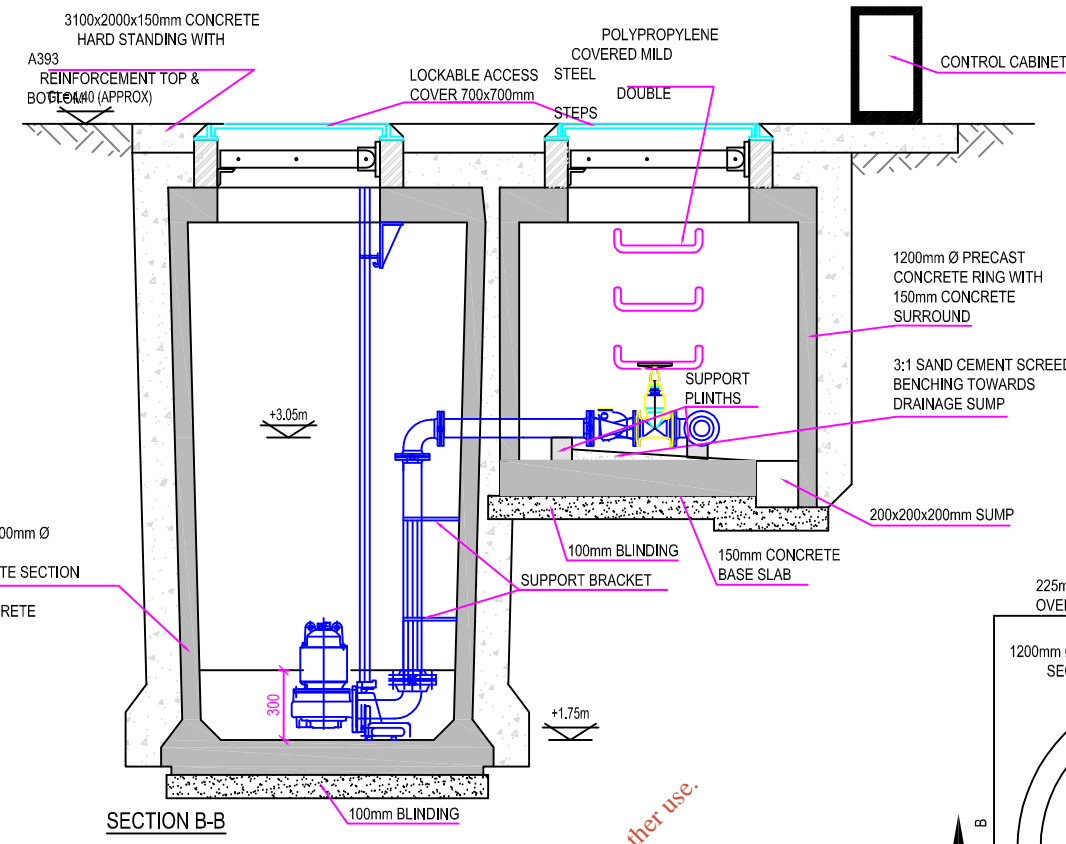 3100x2000x150mm CONCRETE
HARD STANDING WITH
A393
REINFORCEMENT TOP &
BOTTOM
(APPROX)
LOCKABLE ACCESS
COVER 700x700mm
POLYPROPYLENE
COVERED MILD
STEEL
DOUBLE
STEPS
CONTROL CABINET
1200mm Ø PRECAST
CONCRETE RING WITH
150mm CONCRETE
SURROUND
3:1 SAND CEMENT SCREED
BENCHING TOWARDS
DRAINAGE SUMP
SUPPORT
PLINTHS
+3.05m
200x200x200mm SUMP
100mm BLINDING
150mm CONCRETE
BASE SLAB
SUPPORT BRACKET
00mm Ø
TE SECTION
RETE
300
+1.75m
100mm BLINDING
SECTION B-B
ther use.
225m
OVE
1200mm
SEC
B